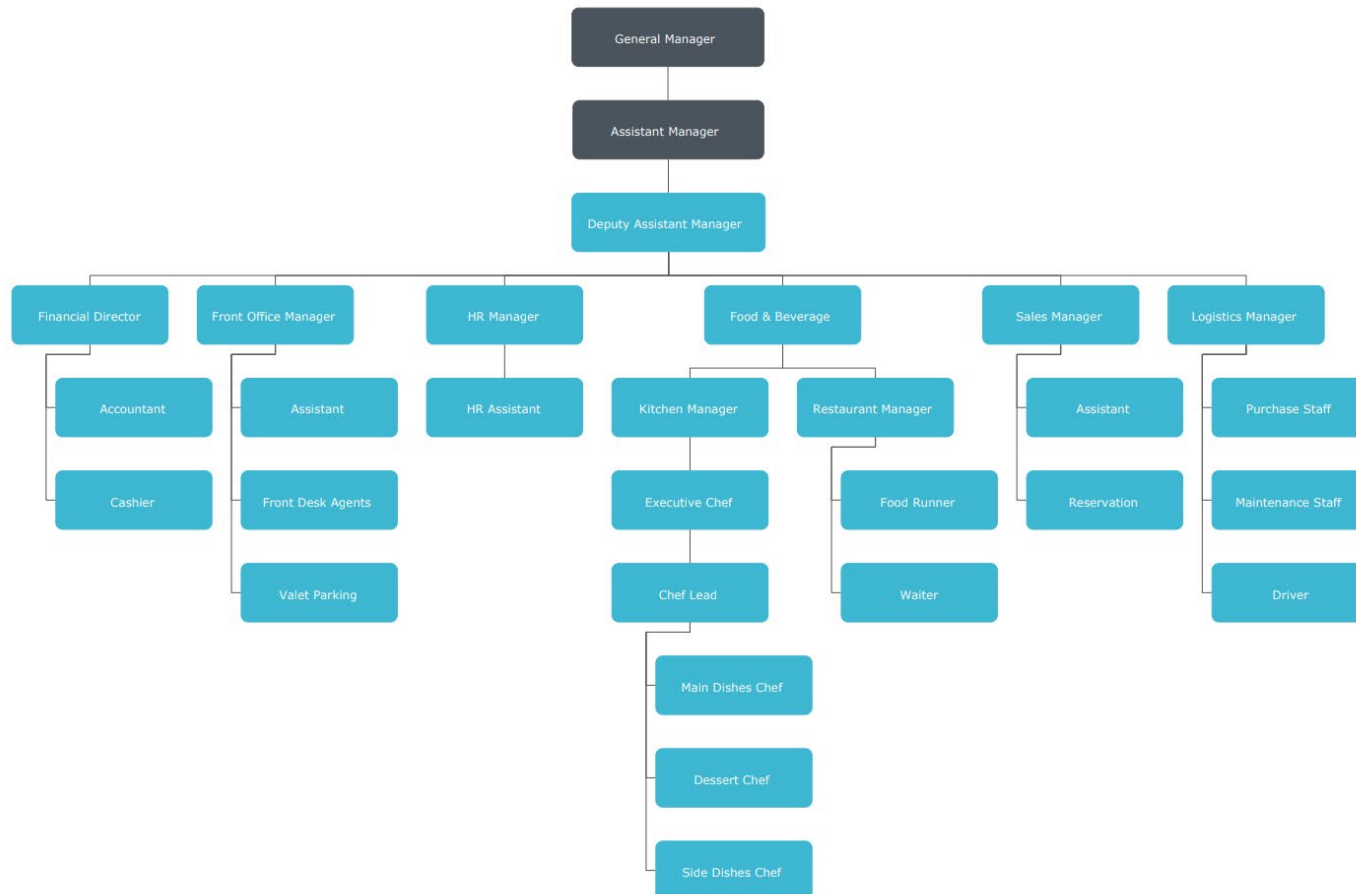 General Manager
Assistant Manager
Deputy Assistant Manager
Financial Director
Front Office Manager
HR Manager
Food & Beverage
Sales Manager
Logistics Manager
Accountant
Assistant
HR Assistant
Kitchen Manager
Restaurant Manager
Assistant
Purchase Staff
Cashier
Front Desk Agents
Executive Chef
Food Runner
Reservation
Maintenance Staff
Valet Parking
Chef Lead
Waiter
Driver
Main Dishes Chef
Dessert Chef
Side Dishes Chef